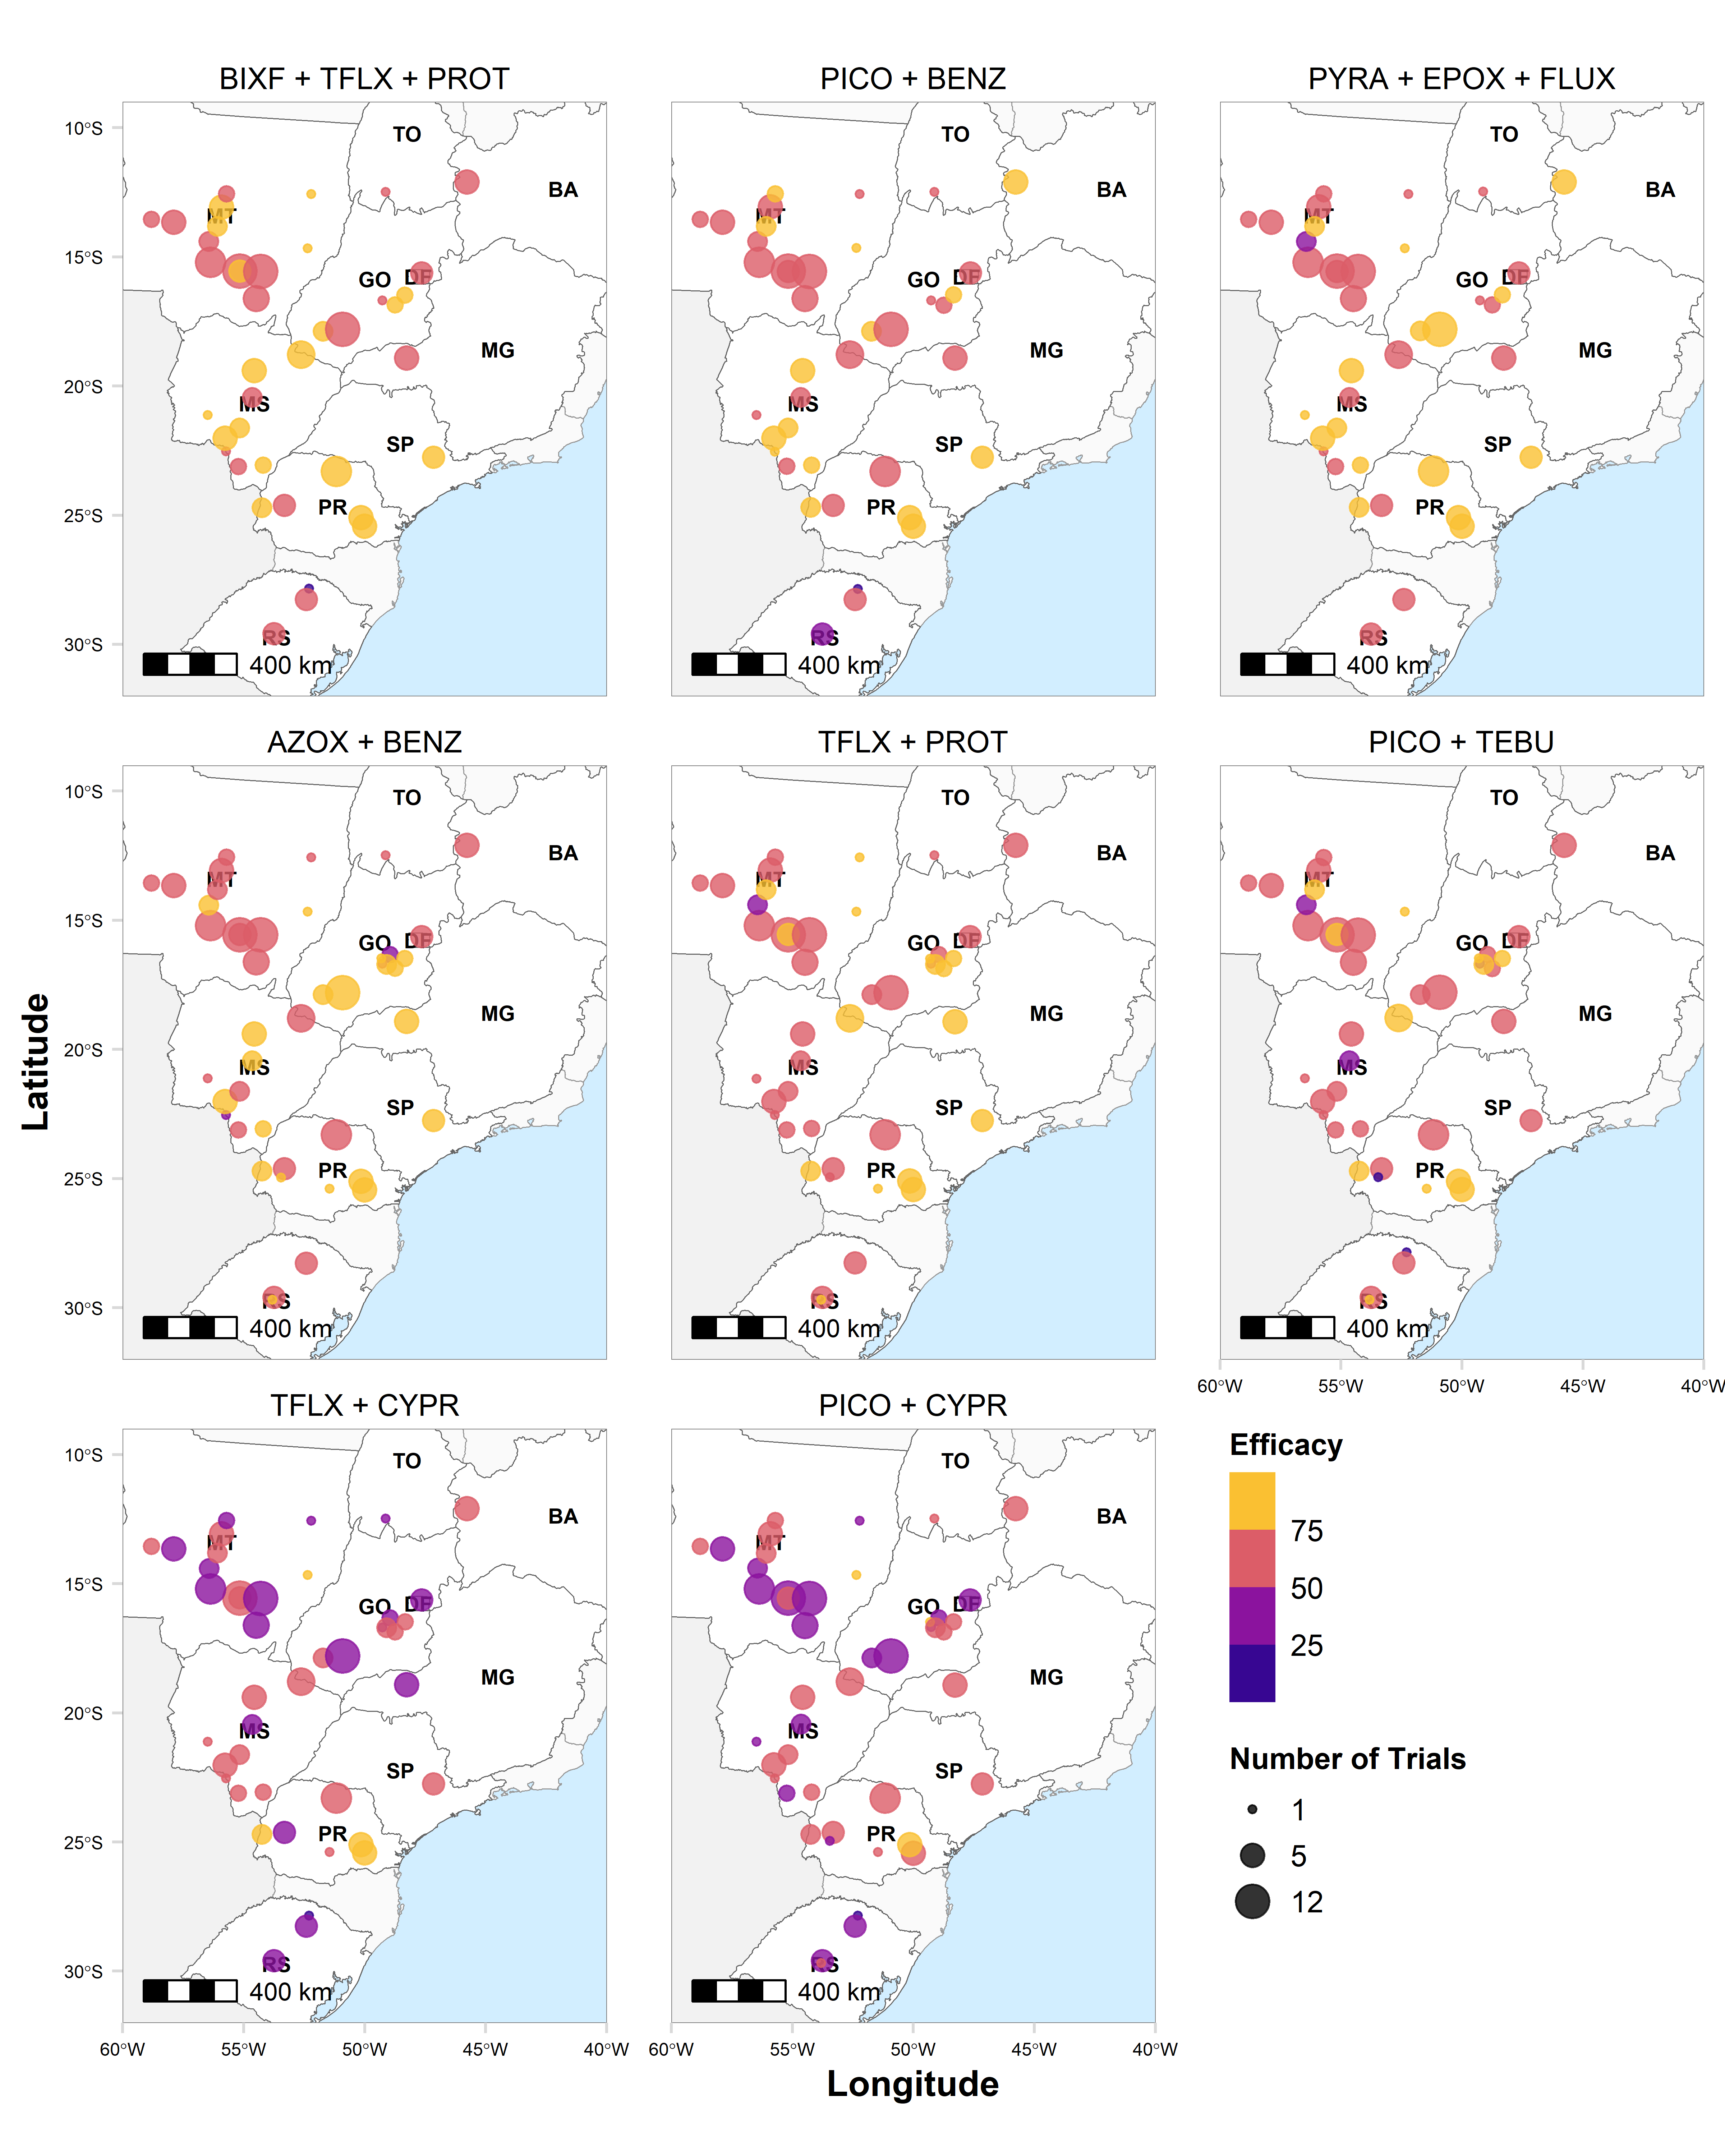 BIXF + TFLX + PROT
PICO + BENZ
PYRA + EPOX + FLUX
10°S
15°S
20°S
25°S
30°S
TO
BA
MT
GO
DF
MG
MS
SP
PR
RS
400 km
TO
BA
MT
GO
DF
MG
MS
SP
PR
RS
400 km
TO
BA
MT
GO
DF
MG
MS
SP
PR
RS
400 km
AZOX + BENZ
TFLX + PROT
PICO + TEBU
10°S
15°S
20°S
25°S
30°S
TO
BA
MT
GO
DF
MG
MS
SP
PR
RS
400 km
TO
BA
MT
GO
DF
MG
MS
SP
PR
RS
400 km
TO
BA
MT
GO
DF
MG
MS
SP
PR
RS
400 km
60°W
55°W
50°W
45°W
40°W
Latitude
TFLX + CYPR
PICO + CYPR
10°S
15°S
20°S
25°S
30°S
TO
BA
MT
GO
DF
MG
MS
SP
PR
RS
400 km
TO
BA
MT
GO
DF
MG
MS
SP
PR
RS
400 km
60°W
55°W
50°W
45°W
40°W
60°W
55°W
50°W
45°W
40°W
Longitude
Efficacy
75
50
25
Number of Trials
1
5
12